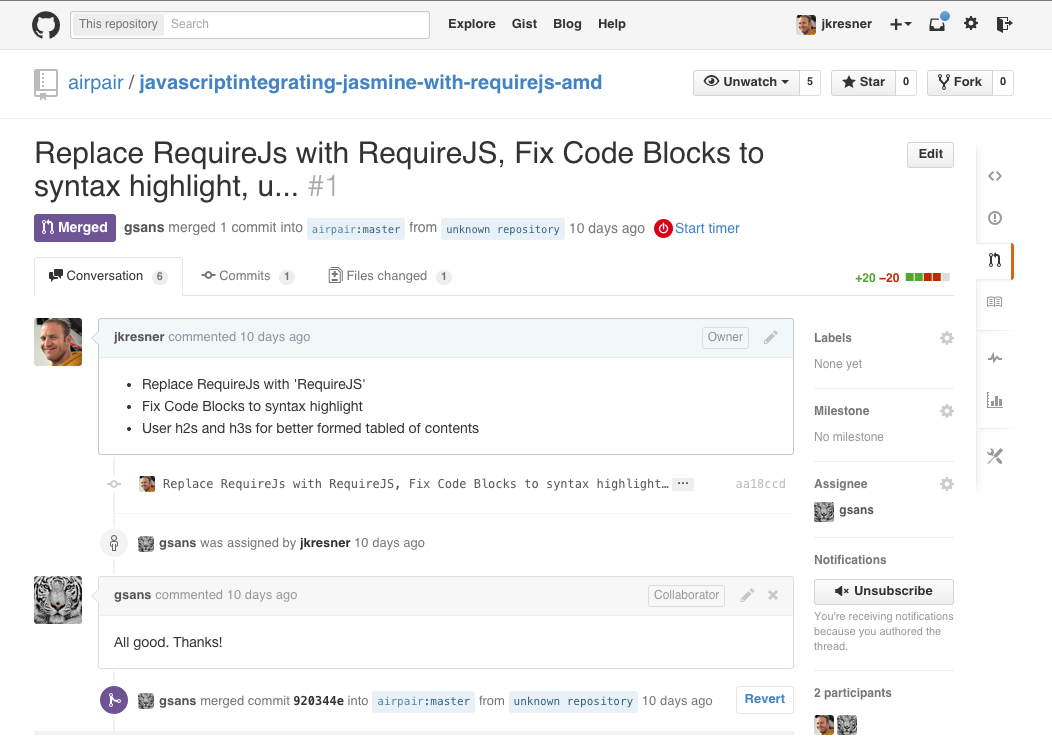 This repository Search Explore Gist Blog Help jkresner
airpair / javascriptintegrating-jasmine-with-requirejs-amd Unwatch 5 Star 0 Fork 0
Replace RequireJs with RequireJS, Fix Code Blocks to
syntax highlight, u... #1
Edit
Merged gsans merged 1 commit into airpair:master from unknown repository 10 days ago Start timer
Conversation 6 Commits 1 Files changed 1 +20 −20
jkresner commented 10 days ago Owner
Replace RequireJs with 'RequireJS'
Fix Code Blocks to syntax highlight
User h2s and h3s for better formed tabled of contents
Replace RequireJs with RequireJS, Fix Code Blocks to syntax highlight… ... aa18ccd
gsans was assigned by jkresner 10 days ago
gsans commented 10 days ago Collaborator
All good. Thanks!
gsans merged commit 920344e into airpair:master from unknown repository 10 days ago Revert
Labels
None yet
Milestone
No milestone
Assignee
gsans
Notifications
Unsubscribe
You're receiving notifications
because you authored the
thread.
2 participants